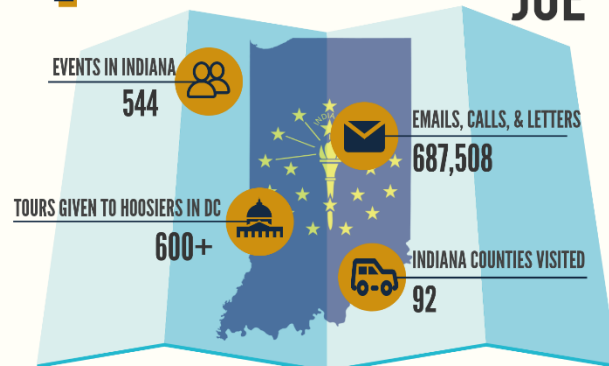 JOE
EVENTS IN INDIANA
544
INDIANA
EMAILS, CALLS, & LETTERS
687,508
TOURS GIVEN TO HOOSIERS IN DC
600+
INDIANA COUNTIES VISITED
92